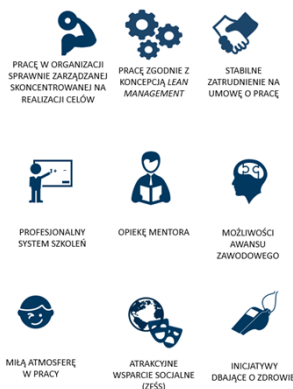 PRACĘ W ORGANIZACJI
SPRAWNIE ZARZĄDZANEJ
SKONCENTROWANEJ NA
REALIZACJI CELÓW
PRACĘ ZGODNIE Z
KONCEPCJĄ LEAN
MANAGEMENT
STABILNE
ZATRUDNIENIE NA
UMOWĘ O PRACĘ
PROFESJONALNY
SYSTEM SZKOLEŃ
OPIEKĘ MENTORA
MOŻLIWOŚCI
AWANSU
ZAWODOWEGO
MIŁĄ ATMOSFERĘ
W PRACY
ATRAKCYJNE
WSPARCIE SOCJALNE
(ZFŚS)
INICJATYWY
DBAJĄCE O ZDROWIE